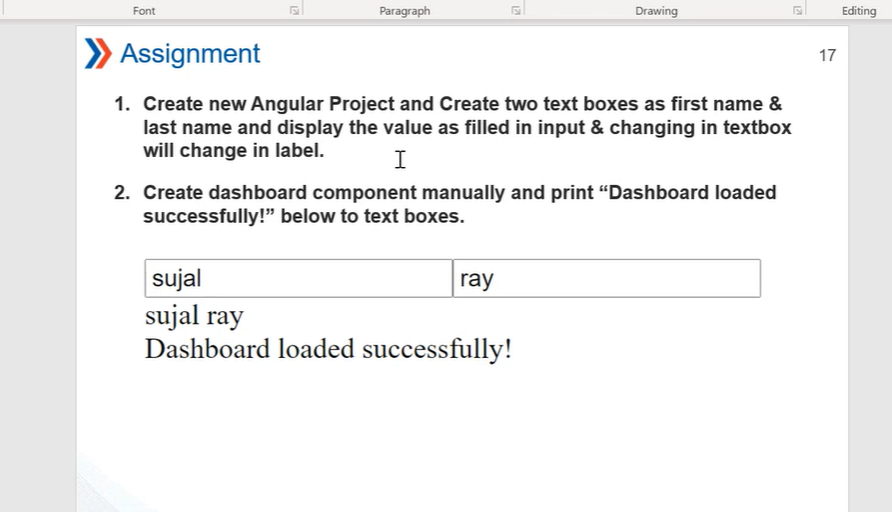 Font Paragraph Drawing Editing
Assignment 17
1. Create new Angular Project and Create two text boxes as first name &
last name and display the value as filled in input & changing in textbox
will change in label.
2. Create dashboard component manually and print “Dashboard loaded
successfully!” below to text boxes.
sujal ray
sujal ray
Dashboard loaded successfully!